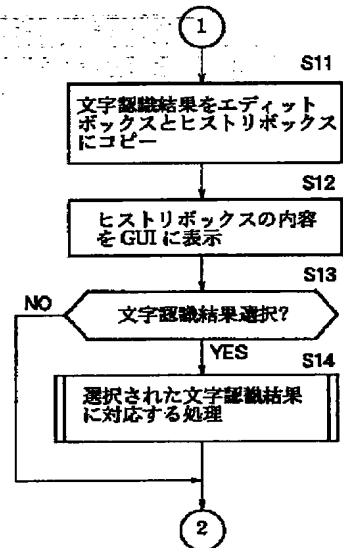 1
S11
文字認識結果をエディット
ボックスとヒストリボックス
にコピー
S12
ヒストリボックスの内容
をGUIに表示
S13
NO
文字認識結果選択?
YES
S14
選択された文字認識結果
に対応する処理
2